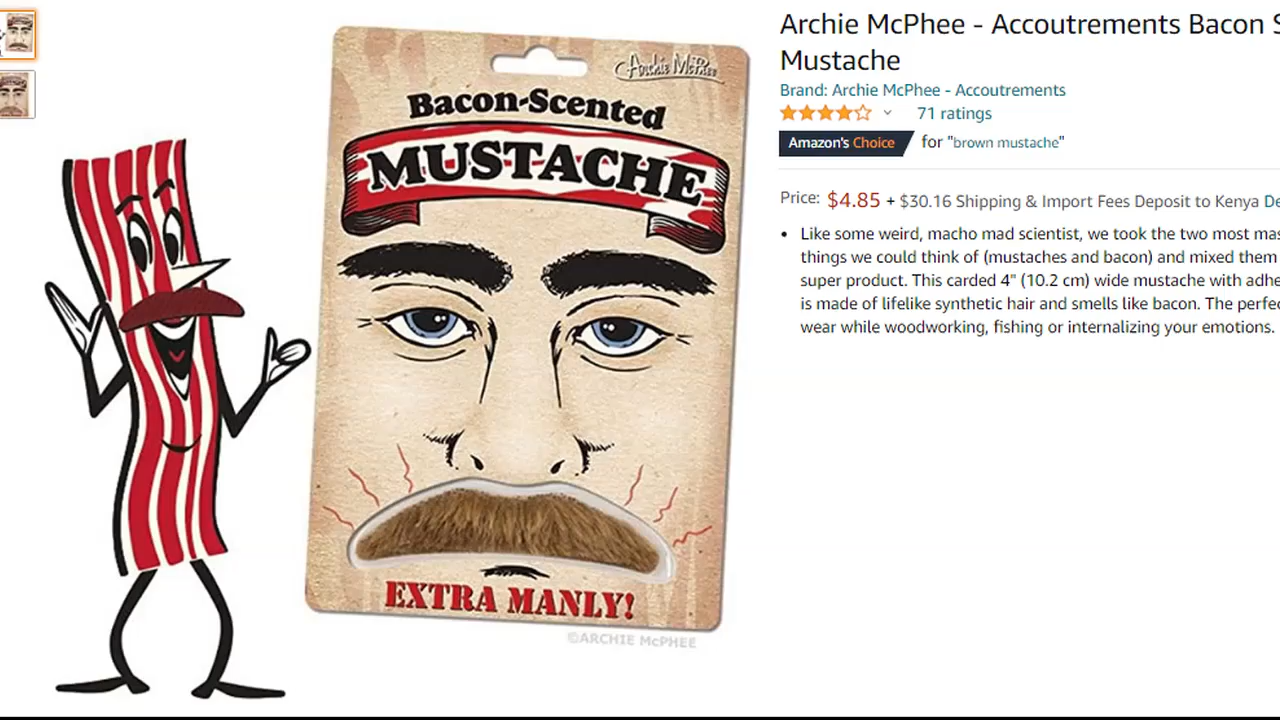 Archie McPhee
Bacon-Scented
MUSTACHE
EXTRA MANLY!
©ARCHIE McPHEE
Archie McPhee - Accoutrements Bacon S
Mustache
Brand: Archie McPhee - Accoutrements
71 ratings
Amazon's Choice for "brown mustache"
Price: $4.85 + $30.16 Shipping & Import Fees Deposit to Kenya De
Like some weird, macho mad scientist, we took the two most mas
things we could think of (mustaches and bacon) and mixed them
super product. This carded 4" (10.2 cm) wide mustache with adhe
is made of lifelike synthetic hair and smells like bacon. The perfe
wear while woodworking, fishing or internalizing your emotions.